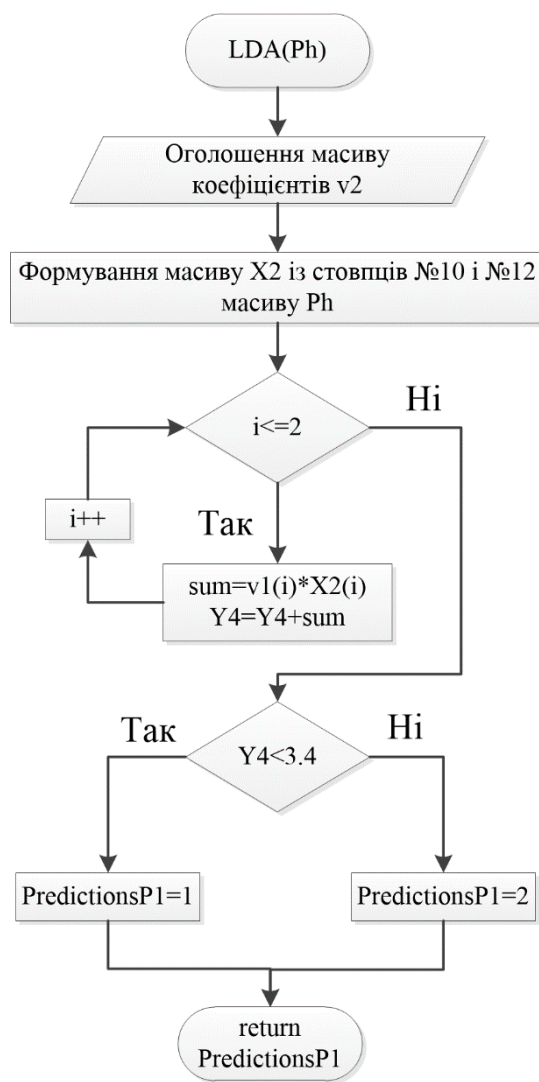 LDA(Ph)
Оголошення масиву
коефіцієнтів v2
Формування масиву X2 із стовпців №10 і №12
масиву Ph
i<=2
Ні
Так
i++
sum=v1(i)*X2(i)
Y4=Y4+sum
Так
Y4<3.4
Ні
PredictionsP1=1
PredictionsP1=2
return
PredictionsP1